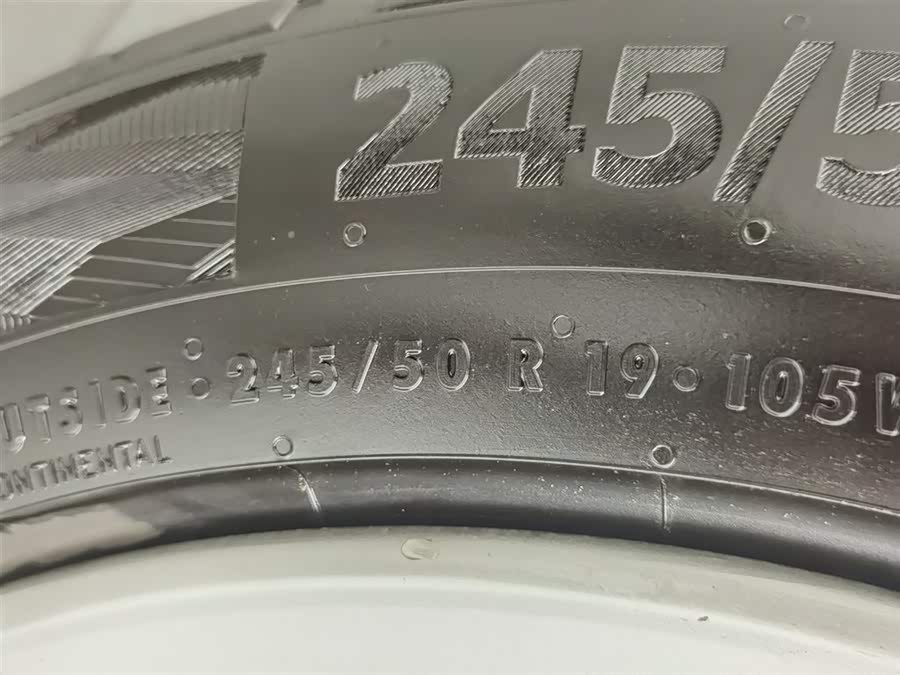 245/5
UTSIDE 245/50 R 19 105W
ONTINENTAL